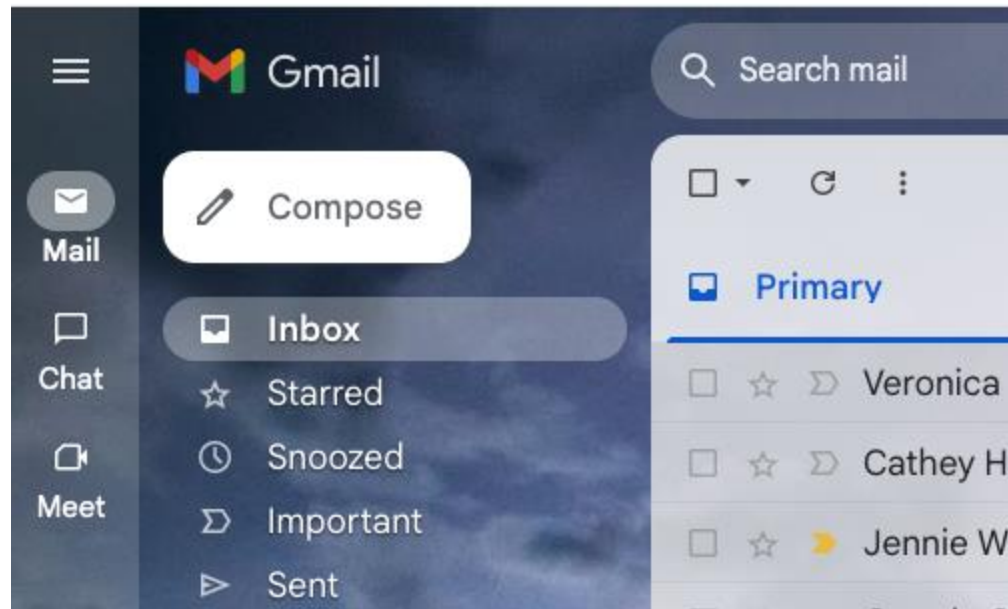 Gmail
Search mail
Compose
Mail
Primary
Inbox
Chat
Starred
Veronica
Snoozed
Cathey H
Meet
Important
Jennie W
Sent